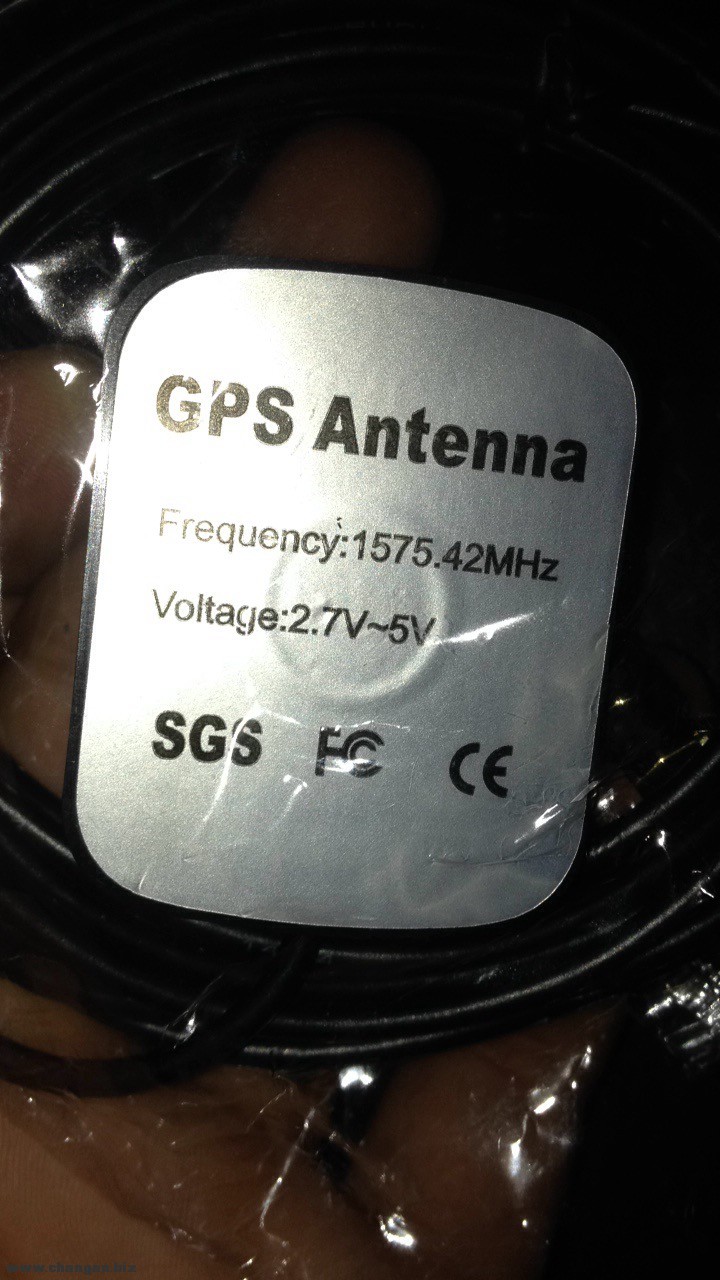 GPS Antenna
Frequency:1575.42MHz
Voltage:2.7V~5V
SGS FC CE